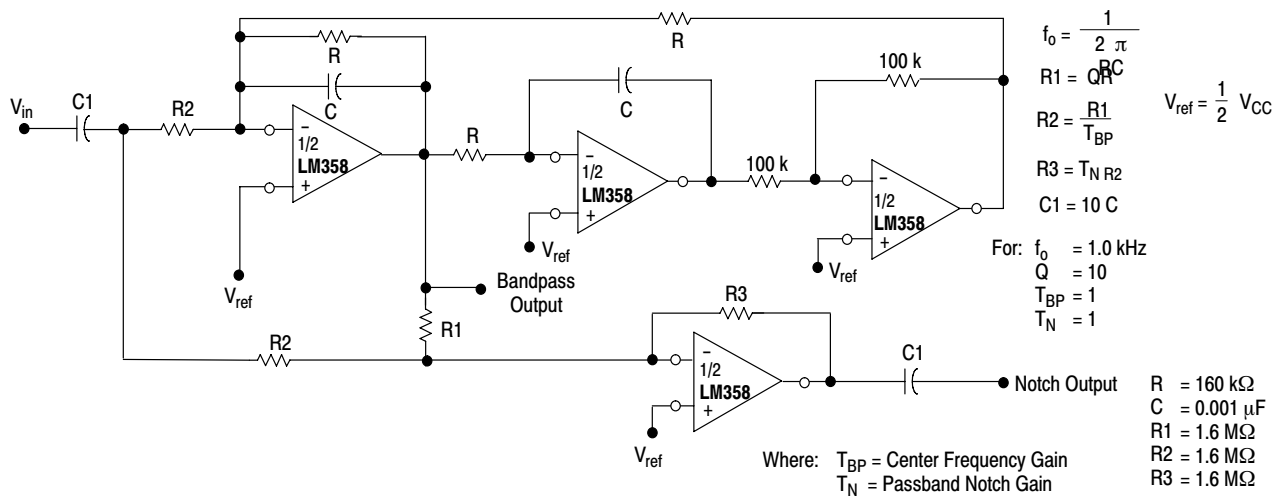 R
R
C
100 k
V_in
C1
R2
−
1/2
LM358
+
V_ref
R
C
−
1/2
LM358
+
V_ref
100 k
−
1/2
LM358
+
V_ref
Bandpass
Output
R1
R2
R3
−
1/2
LM358
+
V_ref
C1
Notch Output
f_o = 1
2 π
RC
R1 = QR
R2 = R1
T_BP
R3 = T_N R2
C1 = 10 C
V_ref = 1/2 V_CC
For: f_o = 1.0 kHz
Q = 10
T_BP = 1
T_N = 1
Where: T_BP = Center Frequency Gain
T_N = Passband Notch Gain
R = 160 kΩ
C = 0.001 μF
R1 = 1.6 MΩ
R2 = 1.6 MΩ
R3 = 1.6 MΩ